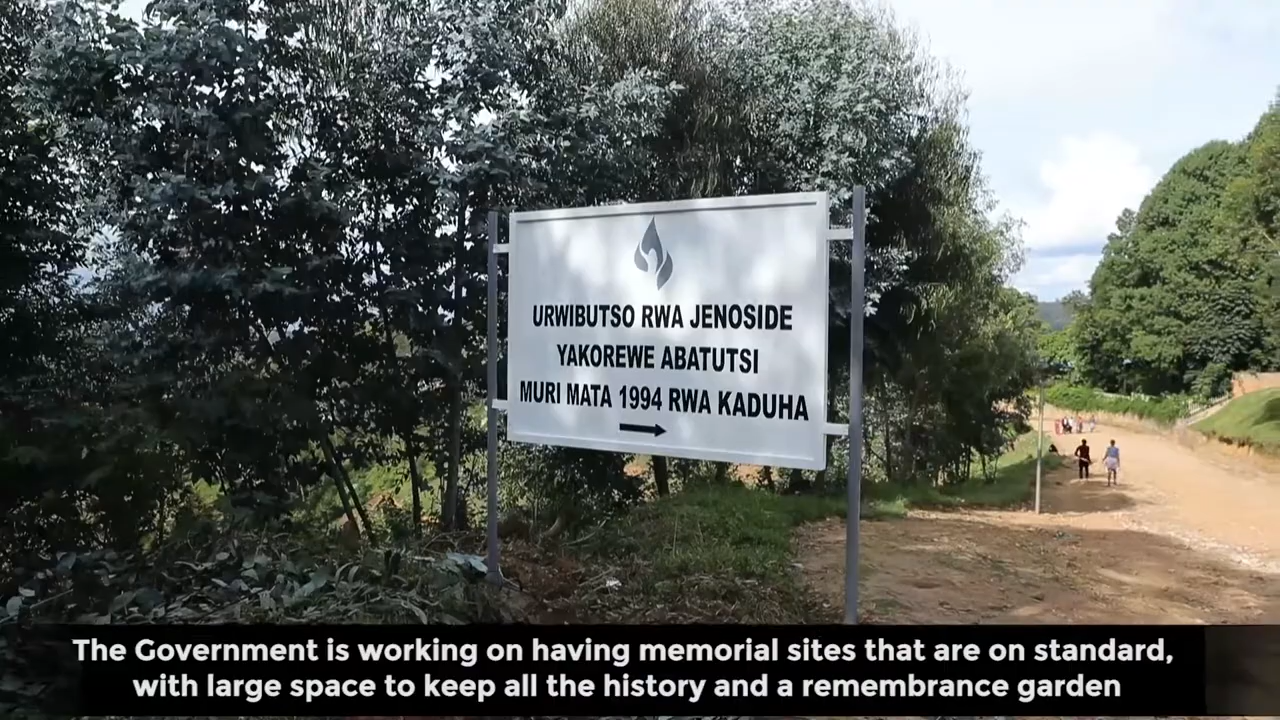 URWIBUTSO RWA JENOSIDE
YAKOREWE ABATUTSI
MURI MATA 1994 RWA KADUHA
The Government is working on having memorial sites that are on standard,
with large space to keep all the history and a remembrance garden